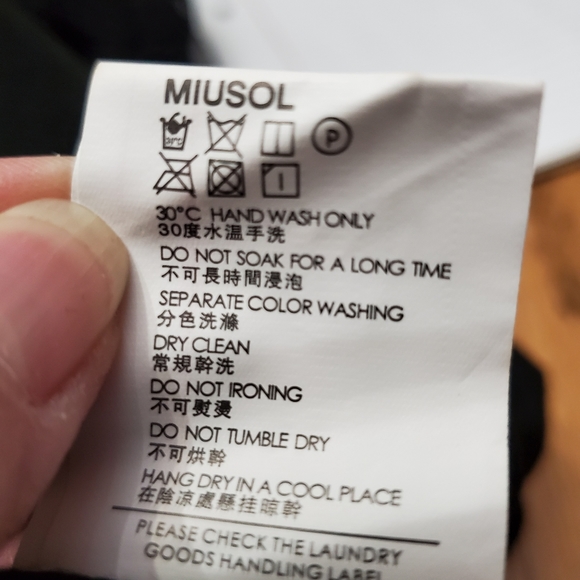 MIUSOL
30°C
P
30°C HAND WASH ONLY
30度水温手洗
DO NOT SOAK FOR A LONG TIME
不可長時間浸泡
SEPARATE COLOR WASHING
分色洗滌
DRY CLEAN
常規幹洗
DO NOT IRONING
不可熨燙
DO NOT TUMBLE DRY
不可烘幹
HANG DRY IN A COOL PLACE
在陰凉處懸挂晾幹
PLEASE CHECK THE LAUNDRY
GOODS HANDLING LABEL